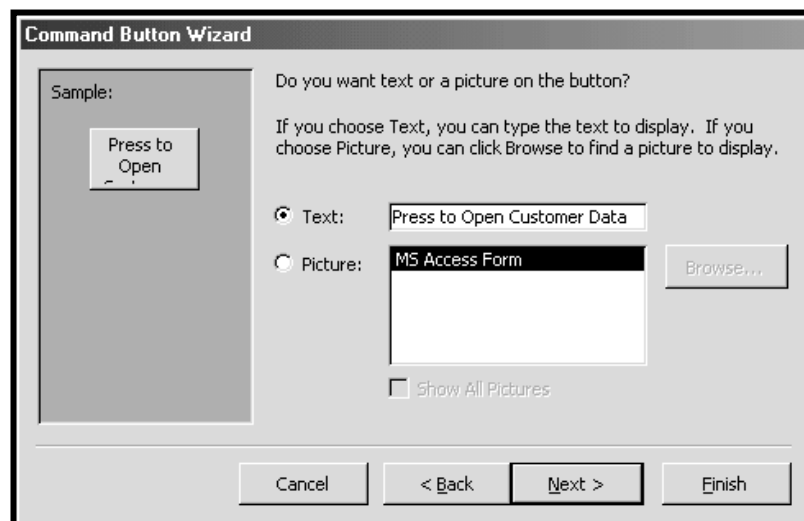 Command Button Wizard
Sample:
Press to
Open
Do you want text or a picture on the button?
If you choose Text, you can type the text to display. If you
choose Picture, you can click Browse to find a picture to display.
Text:
Press to Open Customer Data
Picture:
MS Access Form
Browse...
Show All Pictures
Cancel
< Back
Next >
Finish